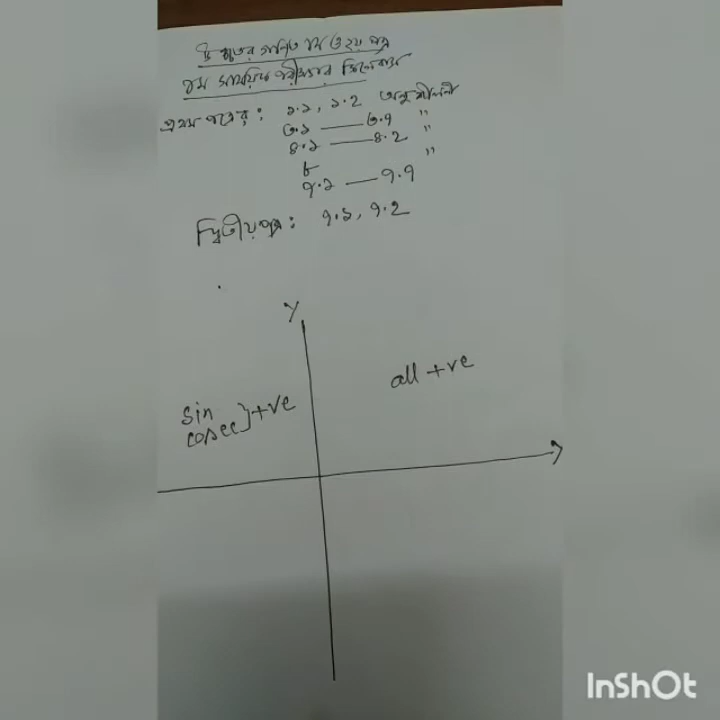 উচ্চতর গণিত ১ম ও ২য় পত্র
১ম সাময়িক পরীক্ষার সিলেবাস
প্রথম পত্রের: ১.১, ১.২ অনুশীলনী
৩.১ — ৩.৭ "
৪.১ — ৪.২ "
৮ "
৭.১ — ৭.৭
দ্বিতীয় পত্র: ৭.১, ৭.২
Y
all +ve
sin
cosec } +ve
InShOt